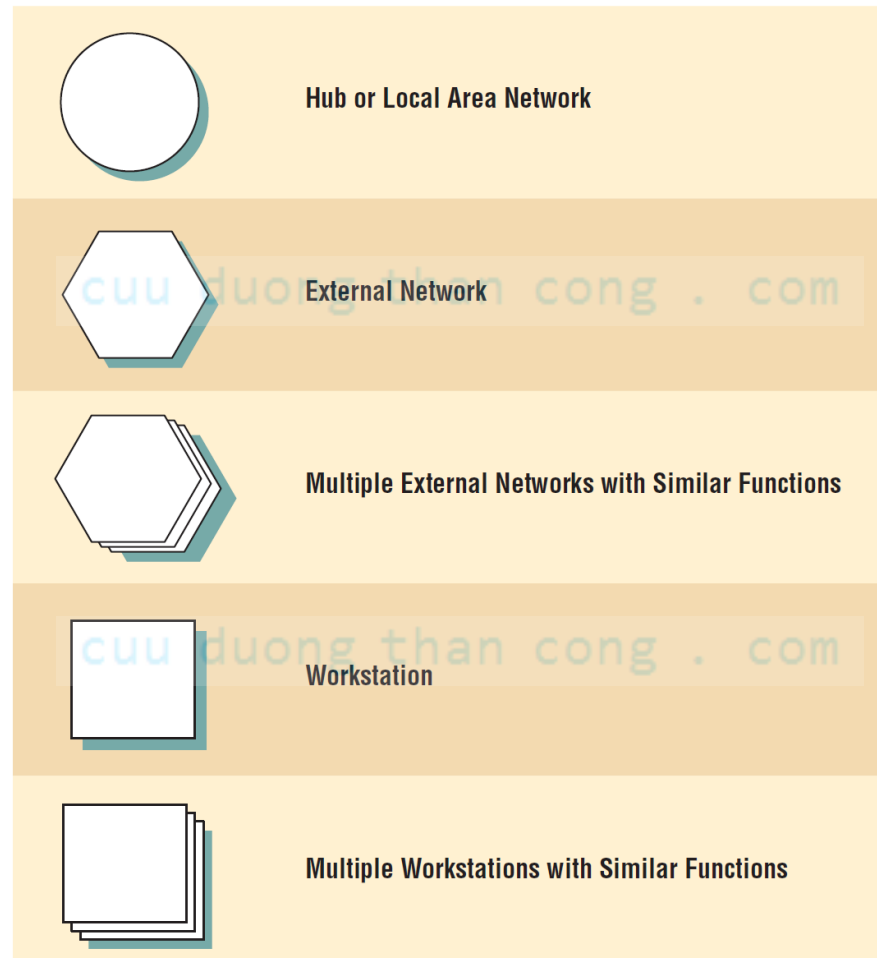 Hub or Local Area Network
cuu duong than cong . com
External Network
Multiple External Networks with Similar Functions
cuu duong than cong . com
Workstation
Multiple Workstations with Similar Functions